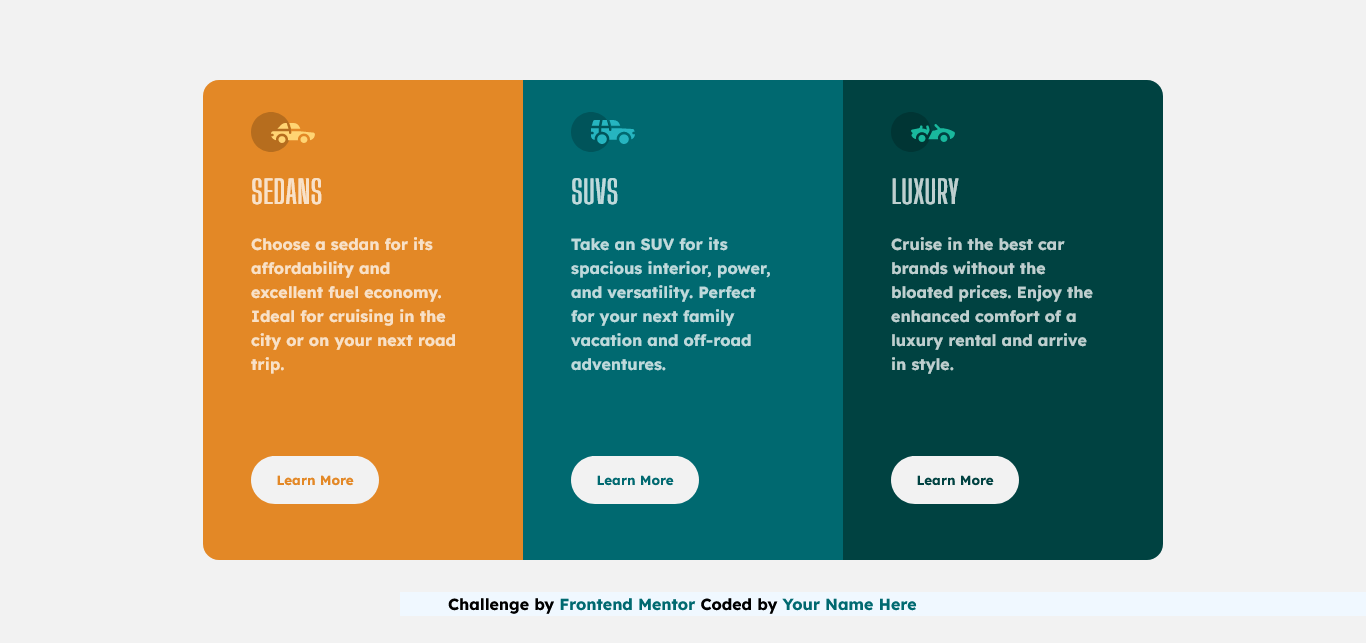 SEDANS
Choose a sedan for its
affordability and
excellent fuel economy.
Ideal for cruising in the
city or on your next road
trip.
Learn More
SUVS
Take an SUV for its
spacious interior, power,
and versatility. Perfect
for your next family
vacation and off-road
adventures.
Learn More
LUXURY
Cruise in the best car
brands without the
bloated prices. Enjoy the
enhanced comfort of a
luxury rental and arrive
in style.
Learn More
Challenge by Frontend Mentor Coded by Your Name Here